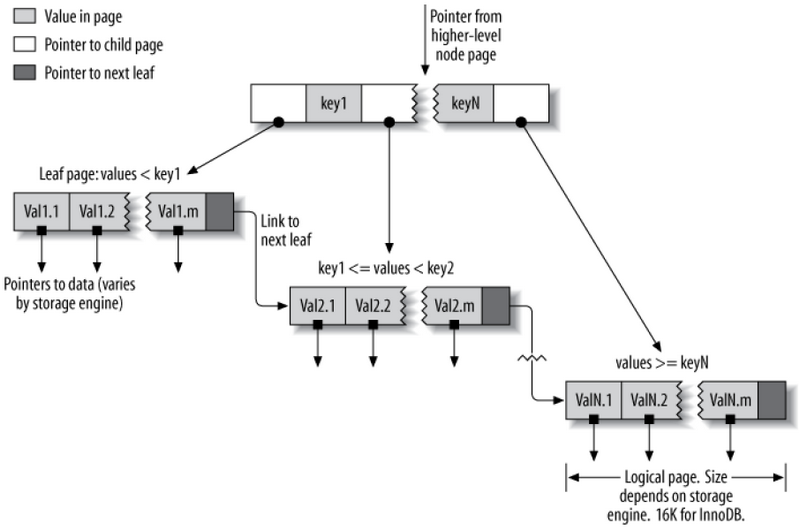 Value in page
Pointer to child page
Pointer to next leaf
Pointer from
higher-level
node page
key1
keyN
Leaf page: values < key1
Val1.1
Val1.2
Val1.m
Link to
next leaf
Pointers to data (varies
by storage engine)
key1 <= values < key2
Val2.1
Val2.2
Val2.m
values >= keyN
ValN.1
ValN.2
ValN.m
Logical page. Size
depends on storage
engine. 16K for InnoDB.